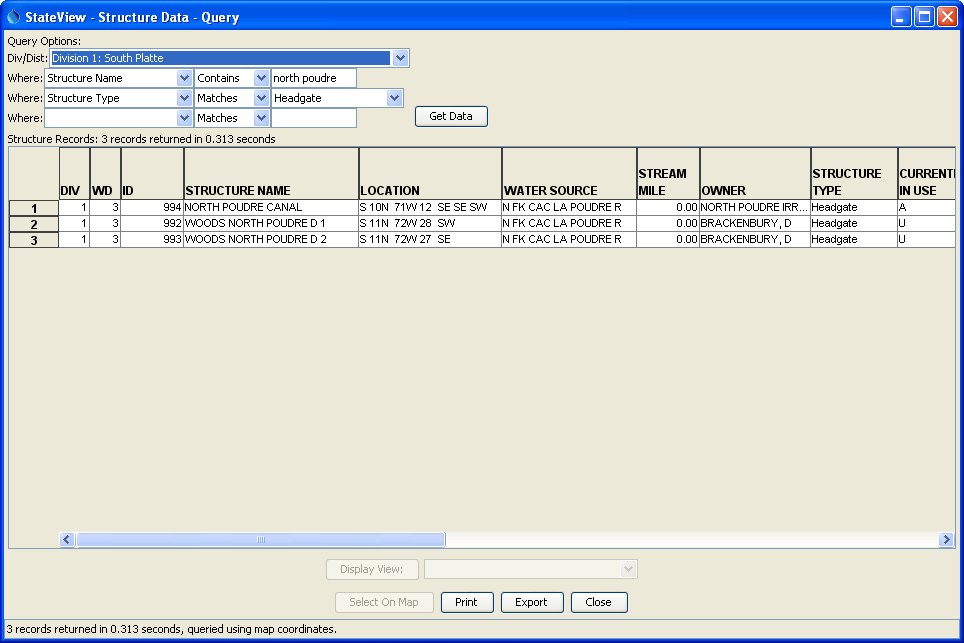 StateView - Structure Data - Query
Query Options:
Div/Dist: Division 1: South Platte
Where: Structure Name Contains north poudre
Where: Structure Type Matches Headgate
Where: Matches
Get Data
Structure Records: 3 records returned in 0.313 seconds
DIV WD ID STRUCTURE NAME LOCATION WATER SOURCE STREAM MILE OWNER STRUCTURE TYPE CURRENTL IN USE
1 1 3 994 NORTH POUDRE CANAL S 10N 71W 12 SE SE SW N FK CAC LA POUDRE R 0.00 NORTH POUDRE IRR... Headgate A
2 1 3 992 WOODS NORTH POUDRE D 1 S 11N 72W 28 SW N FK CAC LA POUDRE R 0.00 BRACKENBURY, D Headgate U
3 1 3 993 WOODS NORTH POUDRE D 2 S 11N 72W 27 SE N FK CAC LA POUDRE R 0.00 BRACKENBURY, D Headgate U
Display View:
Select On Map Print Export Close
3 records returned in 0.313 seconds, queried using map coordinates.